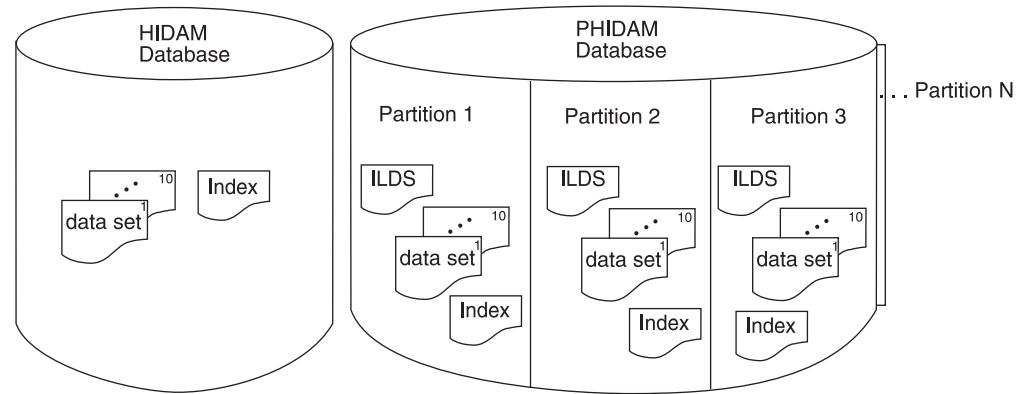 HIDAM
Database
10
1
data set
Index
PHIDAM
Database
Partition 1
ILDS
10
1
data set
Index
Partition 2
ILDS
10
1
data set
Index
Partition 3
ILDS
10
1
data set
Index
. . . Partition N